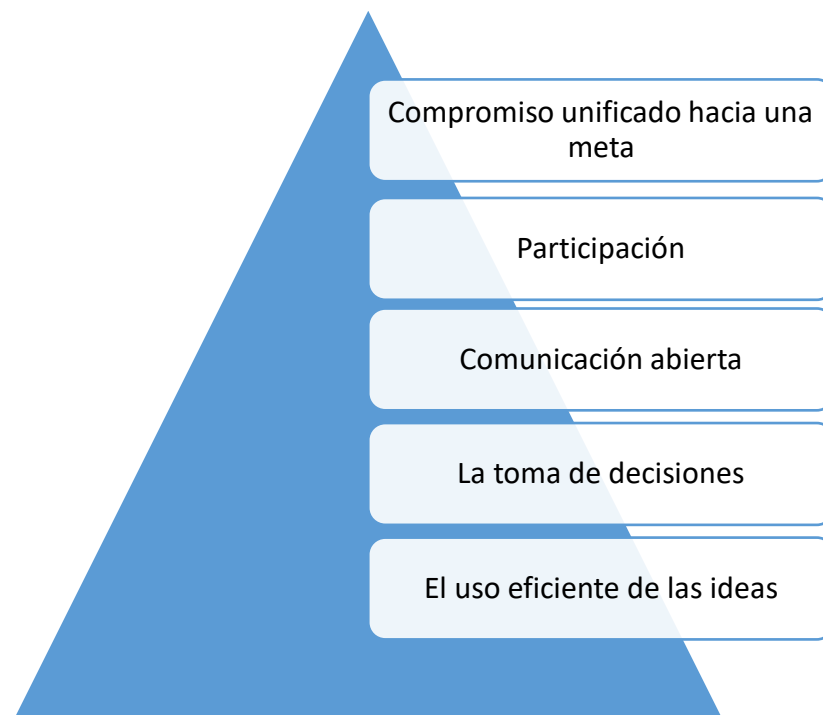 Compromiso unificado hacia una
meta
Participación
Comunicación abierta
La toma de decisiones
El uso eficiente de las ideas